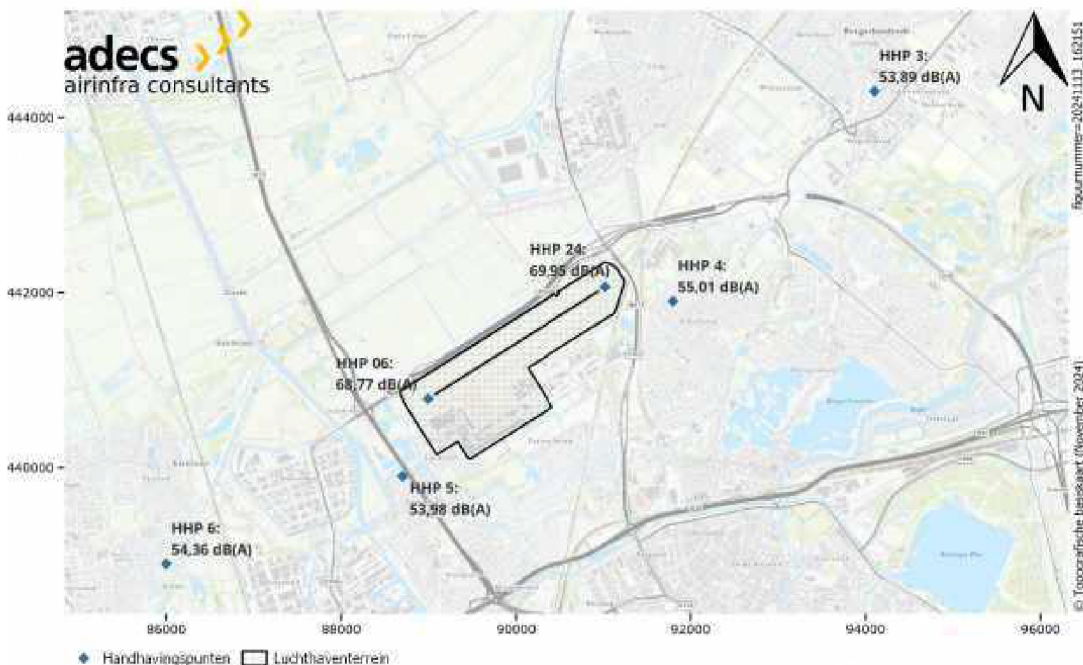 adecs
airinfra consultants
HHP 3:
53,89 dB(A)
N
444000
HHP 24:
69,95 dB(A)
HHP 4:
55,01 dB(A)
442000
HHP 06:
68,77 dB(A)
440000
HHP 5:
53,98 dB(A)
HHP 6:
54,36 dB(A)
86000
88000
90000
92000
94000
96000
Handhavingspunten
Luchthaventerrein
figuurnummer=20241113_162151
© Topografische basiskaart (November 2024)